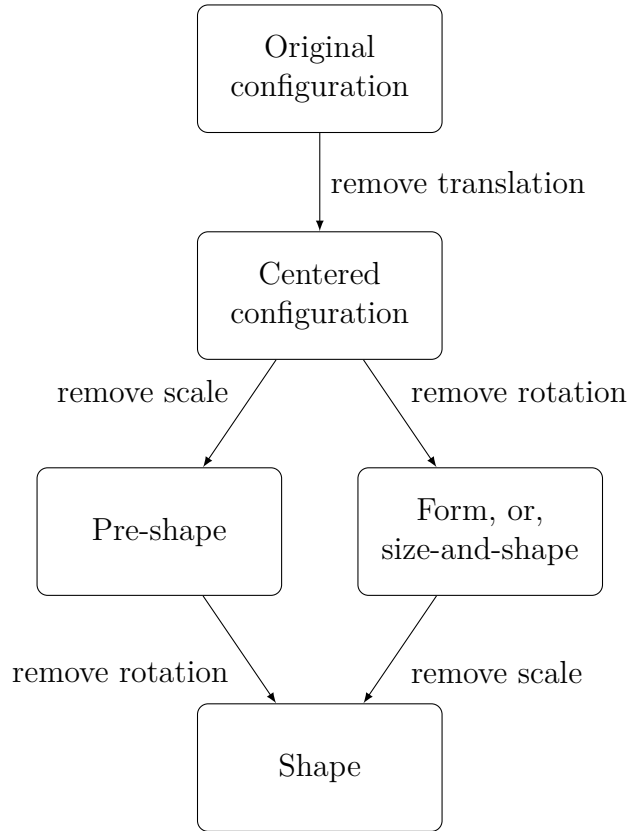 Original
configuration
remove translation
Centered
configuration
remove scale
remove rotation
Pre-shape
Form, or,
size-and-shape
remove rotation
remove scale
Shape